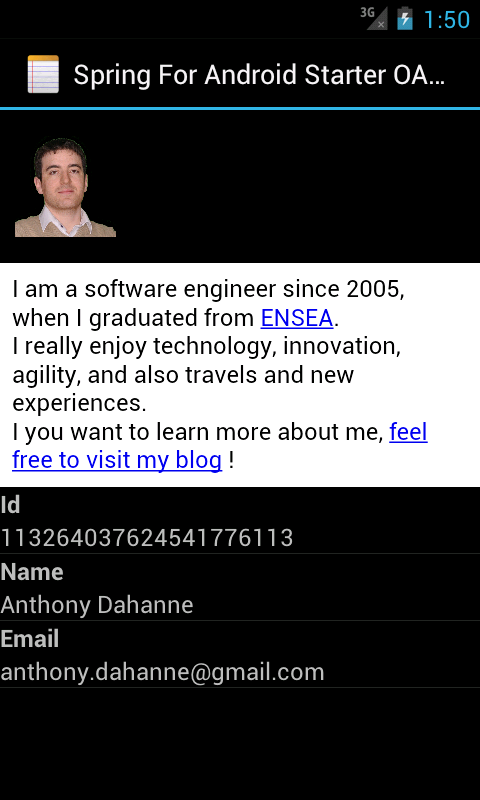 3G
1:50
Spring For Android Starter OA...
I am a software engineer since 2005,
when I graduated from ENSEA.
I really enjoy technology, innovation,
agility, and also travels and new
experiences.
I you want to learn more about me, feel
free to visit my blog !
Id
113264037624541776113
Name
Anthony Dahanne
Email
anthony.dahanne@gmail.com